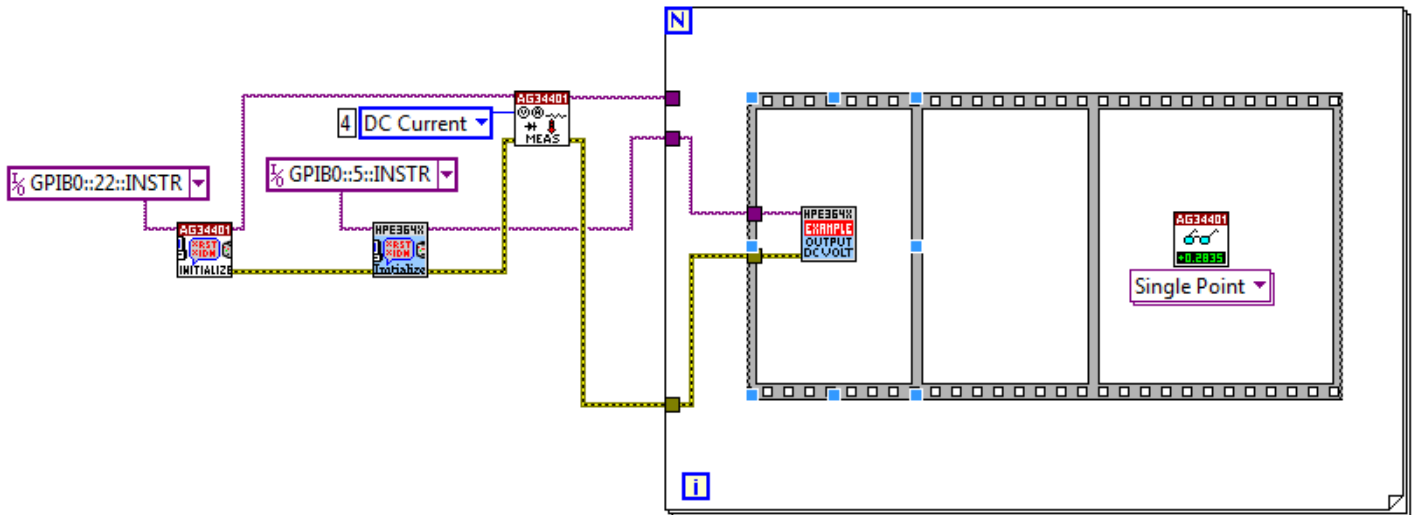 N
AG34401
MEAS
4 DC Current
GPIB0::22::INSTR
GPIB0::5::INSTR
AG34401
*RST
*IDN
INITIALIZE
HPE364X
*RST
*IDN
Initialize
HPE364X
EXAMPLE
OUTPUT
DC VOLT
AG34401
+0.2835
Single Point
i